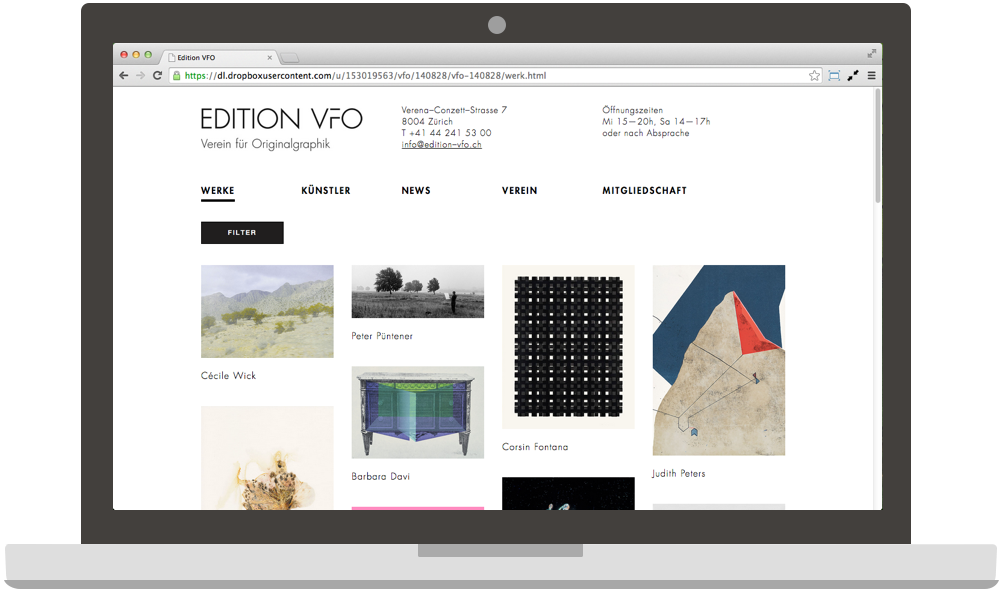 Edition VFO
https://dl.dropboxusercontent.com/u/153019563/vfo/140828/vfo-140828/werk.html
EDITION VFO
Verein für Originalgraphik
Verena–Conzett–Strasse 7
8004 Zürich
T +41 44 241 53 00
info@edition–vfo.ch
Öffnungszeiten
Mi 15—20h, Sa 14—17h
oder nach Absprache
WERKE
KÜNSTLER
NEWS
VEREIN
MITGLIEDSCHAFT
FILTER
Cécile Wick
Peter Püntener
Barbara Davi
Corsin Fontana
Judith Peters